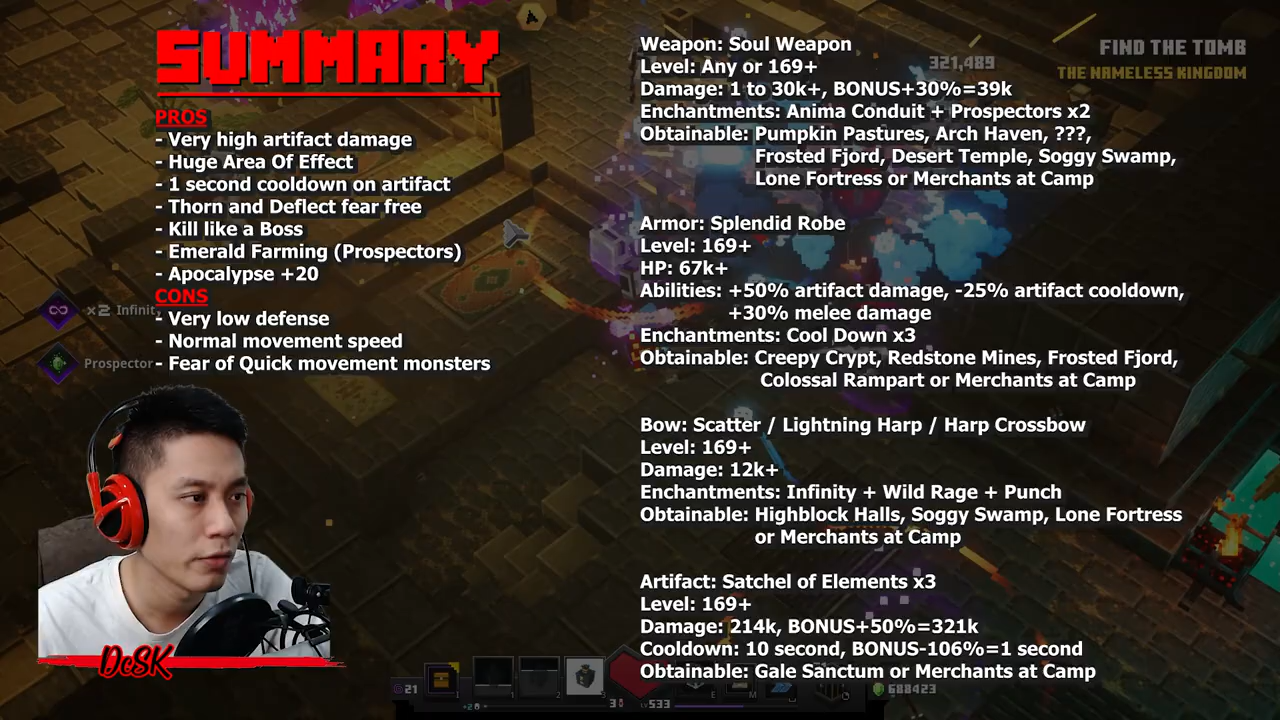 SUMMARY
PROS
- Very high artifact damage
- Huge Area Of Effect
- 1 second cooldown on artifact
- Thorn and Deflect fear free
- Kill like a Boss
- Emerald Farming (Prospectors)
- Apocalypse +20
CONS
- Very low defense
- Normal movement speed
- Fear of Quick movement monsters
x2 Infinit
Prospector
DcSK
Weapon: Soul Weapon
Level: Any or 169+
Damage: 1 to 30k+, BONUS+30%=39k
Enchantments: Anima Conduit + Prospectors x2
Obtainable: Pumpkin Pastures, Arch Haven, ???,
Frosted Fjord, Desert Temple, Soggy Swamp,
Lone Fortress or Merchants at Camp
Armor: Splendid Robe
Level: 169+
HP: 67k+
Abilities: +50% artifact damage, -25% artifact cooldown,
+30% melee damage
Enchantments: Cool Down x3
Obtainable: Creepy Crypt, Redstone Mines, Frosted Fjord,
Colossal Rampart or Merchants at Camp
Bow: Scatter / Lightning Harp / Harp Crossbow
Level: 169+
Damage: 12k+
Enchantments: Infinity + Wild Rage + Punch
Obtainable: Highblock Halls, Soggy Swamp, Lone Fortress
or Merchants at Camp
Artifact: Satchel of Elements x3
Level: 169+
Damage: 214k, BONUS+50%=321k
Cooldown: 10 second, BONUS-106%=1 second
Obtainable: Gale Sanctum or Merchants at Camp
321,489
FIND THE TOMB
THE NAMELESS KINGDOM
21
533
688423